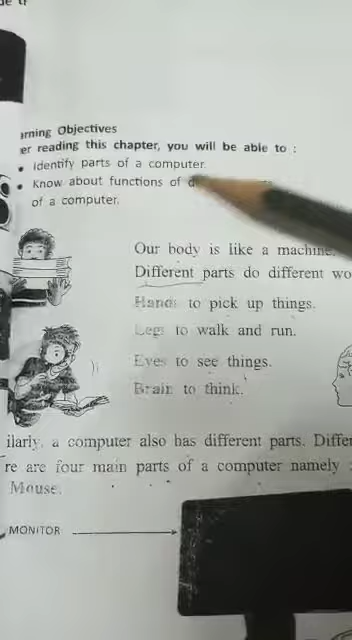 arning Objectives
er reading this chapter, you will be able to :
• Identify parts of a computer.
• Know about functions of
of a computer.
Our body is like a machine.
Different parts do different wo
Hands to pick up things.
Legs to walk and run.
Eyes to see things.
Brain to think.
ilarly, a computer also has different parts. Differe
re are four main parts of a computer namely :
Mouse.
MONITOR